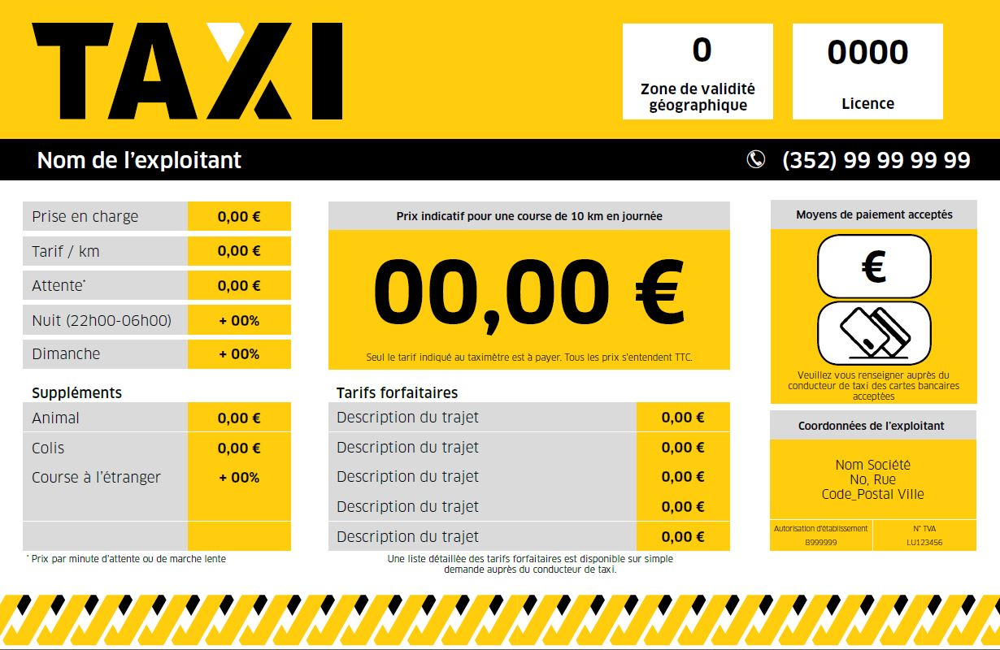 TAXI
0
Zone de validité
géographique
0000
Licence
Nom de l'exploitant
(352) 99 99 99 99
Prise en charge 0,00 €
Tarif / km 0,00 €
Attente* 0,00 €
Nuit (22h00-06h00) + 00%
Dimanche + 00%
Suppléments
Animal 0,00 €
Colis 0,00 €
Course à l'étranger + 00%
* Prix par minute d'attente ou de marche lente
Prix indicatif pour une course de 10 km en journée
00,00 €
Seul le tarif indiqué au taximètre est à payer. Tous les prix s'entendent TTC.
Tarifs forfaitaires
Description du trajet 0,00 €
Description du trajet 0,00 €
Description du trajet 0,00 €
Description du trajet 0,00 €
Description du trajet 0,00 €
Une liste détaillée des tarifs forfaitaires est disponible sur simple
demande auprès du conducteur de taxi.
Moyens de paiement acceptés
€
Veuillez vous renseigner auprès du
conducteur de taxi des cartes bancaires
acceptées
Coordonnées de l'exploitant
Nom Société
No, Rue
Code_Postal Ville
Autorisation d'établissement
B999999
N° TVA
LU123456